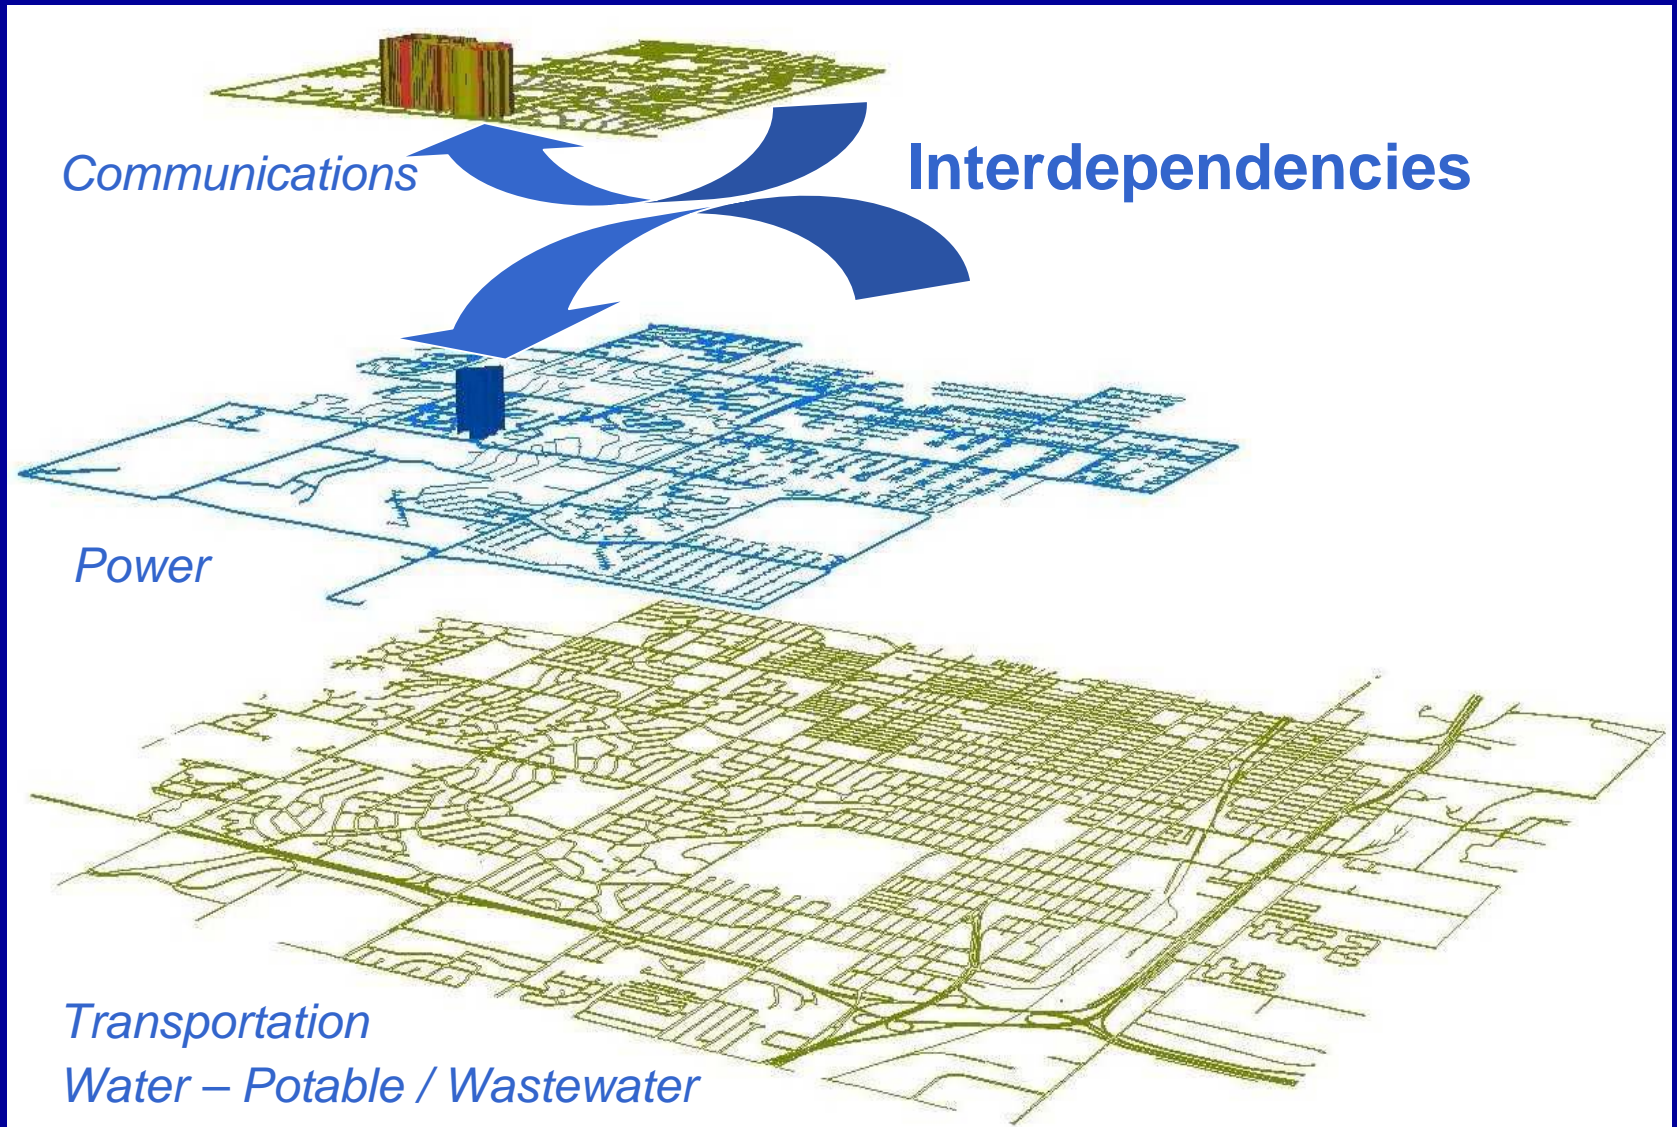 Communications
Interdependencies
Power
Transportation
Water – Potable / Wastewater